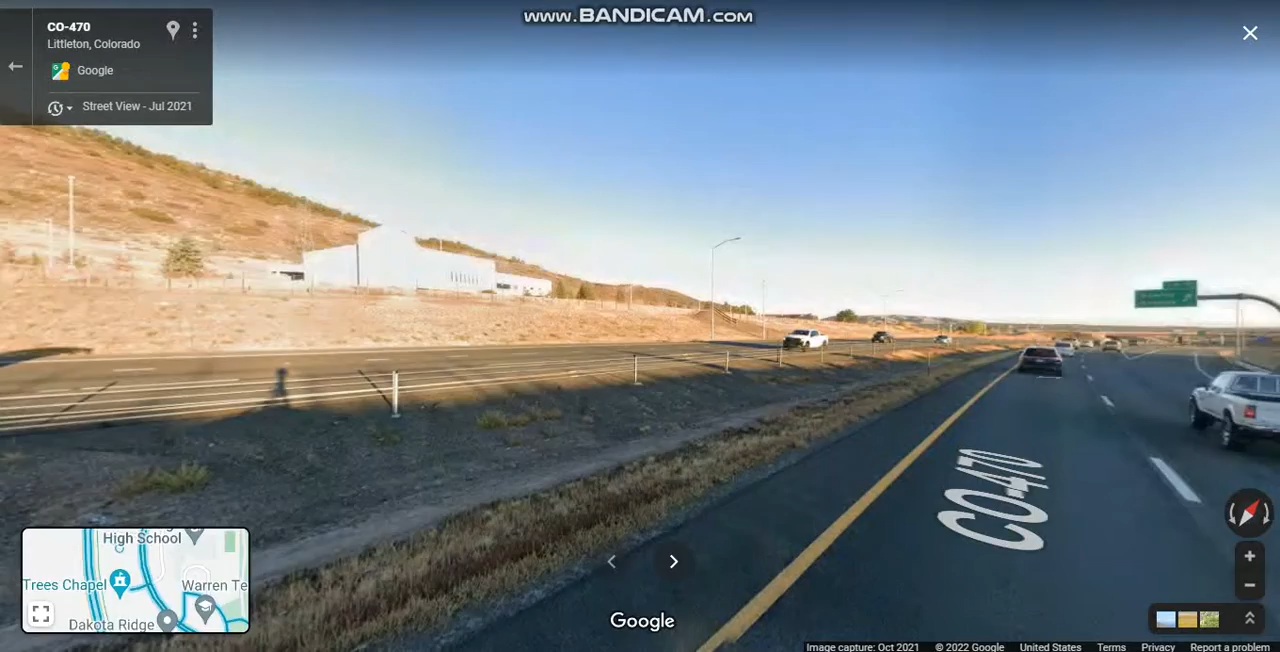 www.BANDICAM.com
CO-470
Littleton, Colorado
Google
Street View - Jul 2021
CO-470
High School
Trees Chapel
Warren Te
Dakota Ridge
Google
Image capture: Oct 2021 © 2022 Google United States Terms Privacy Report a problem